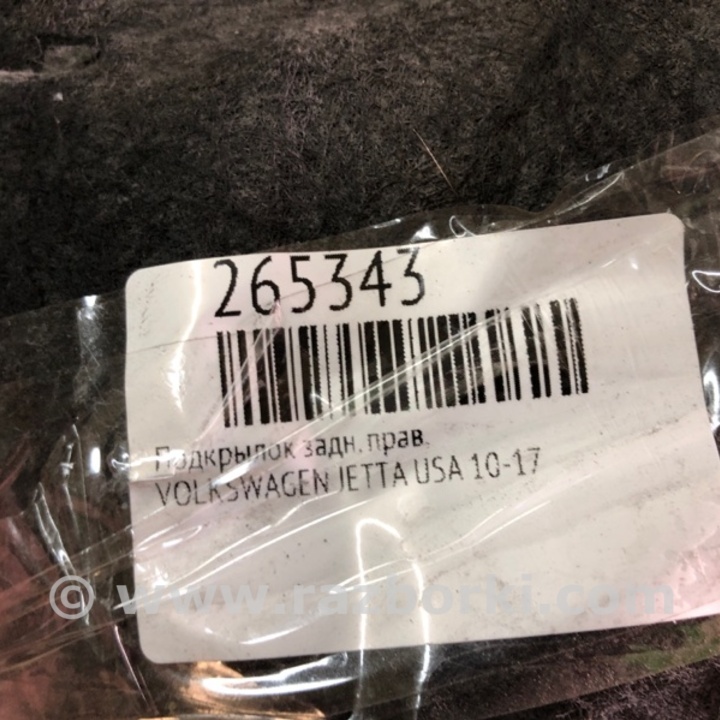 265343
Подкрылок задн. прав.
VOLKSWAGEN JETTA USA 10-17
© www.razborki.com